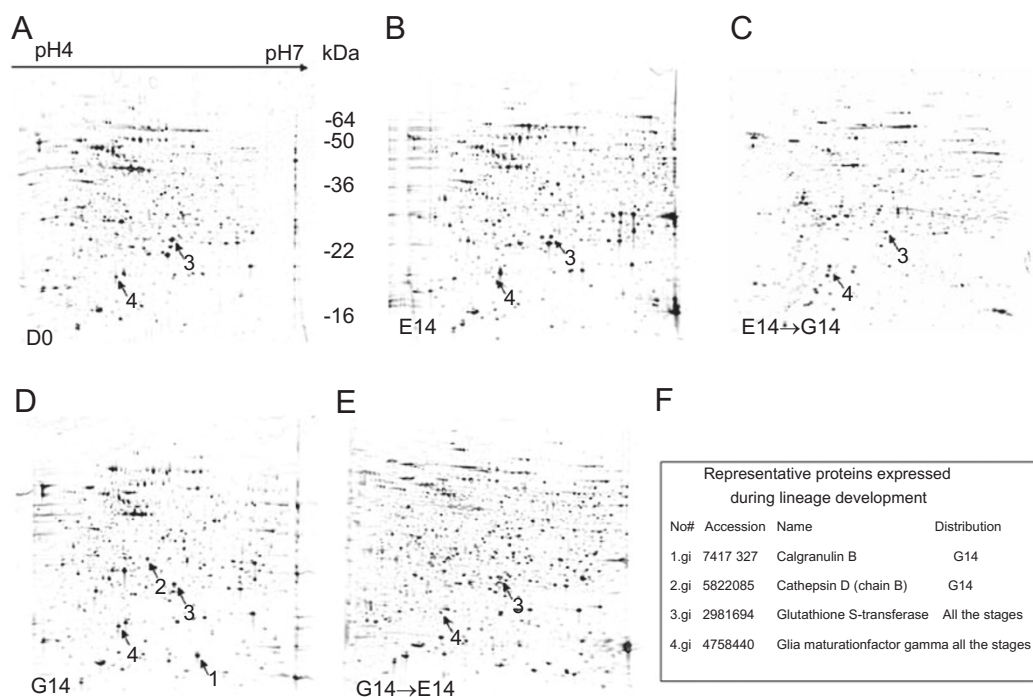 A
pH4 pH7 kDa
-64
-50
-36
-22
-16
3
4
D0
B
3
4
E14
C
3
4
E14→G14
D
2
3
4
1
G14
E
3
4
G14→E14
F
Representative proteins expressed
during lineage development
No# Accession Name Distribution
1.gi 7417 327 Calgranulin B G14
2.gi 5822085 Cathepsin D (chain B) G14
3.gi 2981694 Glutathione S-transferase All the stages
4.gi 4758440 Glia maturationfactor gamma all the stages